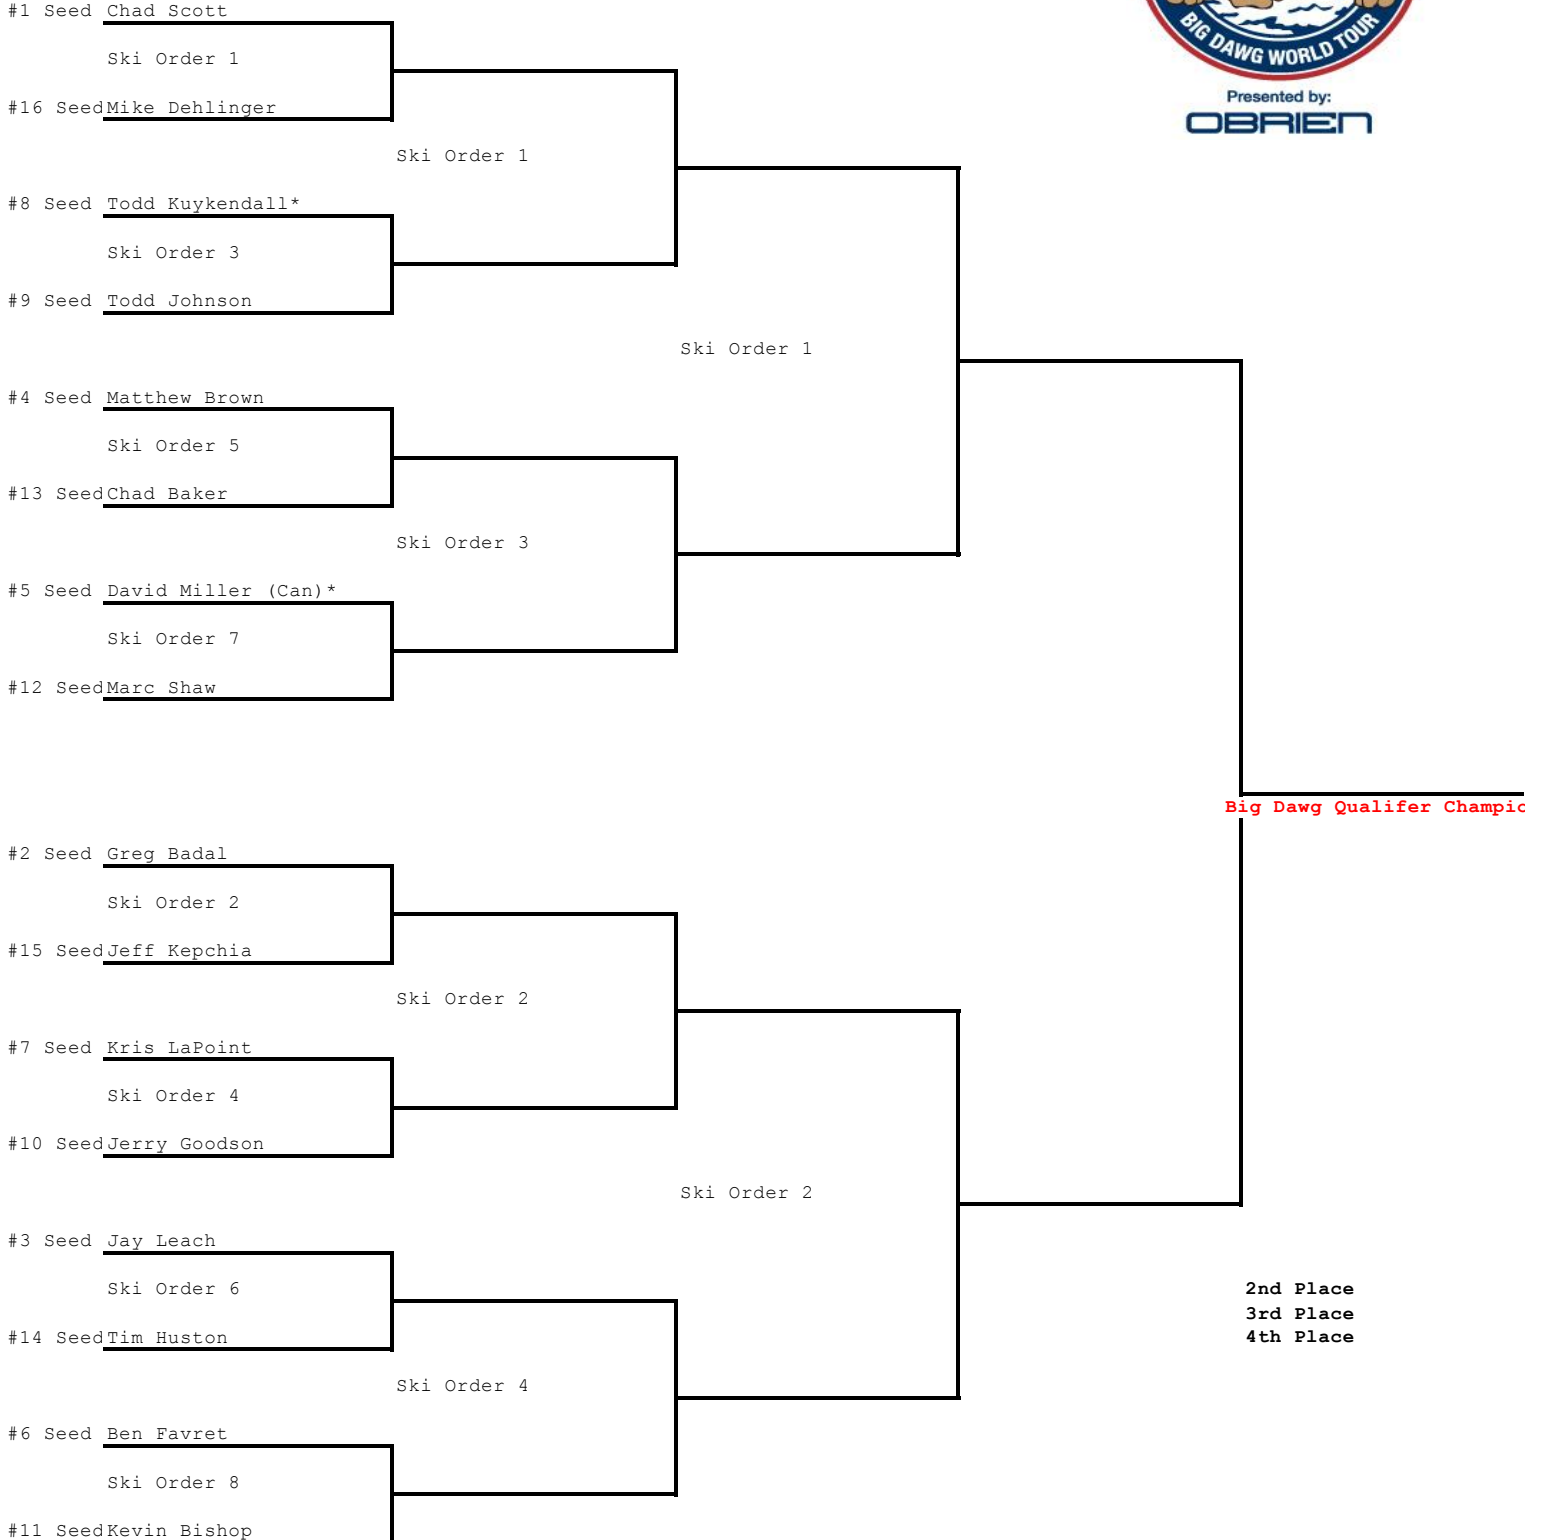 #1 Seed Chad Scott
Ski Order 1
#16 Seed Mike Dehlinger
BIG DAWG WORLD TOUR
Presented by:
OBRIEN
Ski Order 1
#8 Seed Todd Kuykendall*
Ski Order 3
#9 Seed Todd Johnson
Ski Order 1
#4 Seed Matthew Brown
Ski Order 5
#13 Seed Chad Baker
Ski Order 3
#5 Seed David Miller (Can)*
Ski Order 7
#12 Seed Marc Shaw
Big Dawg Qualifer Champio
#2 Seed Greg Badal
Ski Order 2
#15 Seed Jeff Kepchia
Ski Order 2
#7 Seed Kris LaPoint
Ski Order 4
#10 Seed Jerry Goodson
Ski Order 2
#3 Seed Jay Leach
Ski Order 6
#14 Seed Tim Huston
2nd Place
3rd Place
4th Place
Ski Order 4
#6 Seed Ben Favret
Ski Order 8
#11 Seed Kevin Bishop